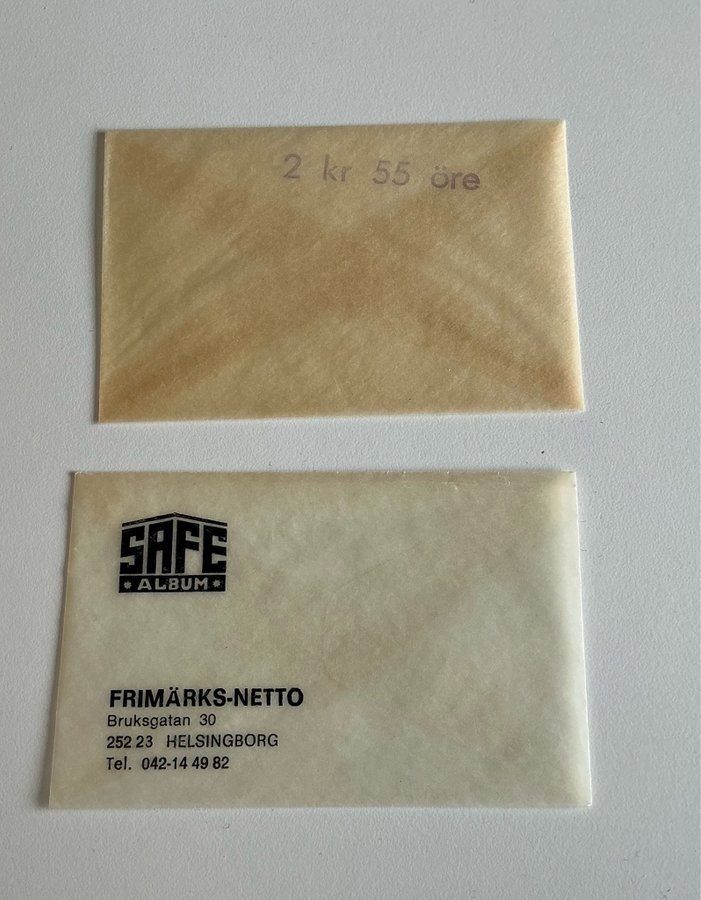 2 kr 55 öre
SAFE
* ALBUM *
FRIMÄRKS-NETTO
Bruksgatan 30
252 23 HELSINGBORG
Tel. 042-14 49 82